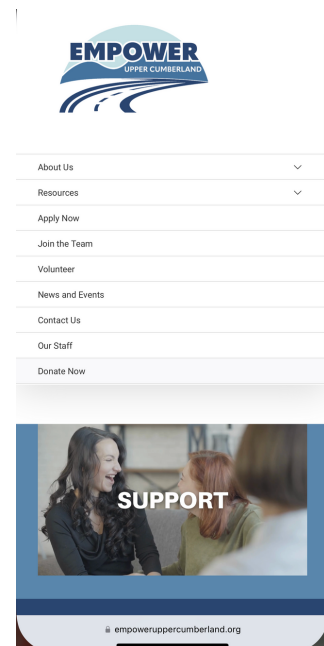 EMPOWER
UPPER CUMBERLAND
About Us
Resources
Apply Now
Join the Team
Volunteer
News and Events
Contact Us
Our Staff
Donate Now
SUPPORT
empoweruppercumberland.org